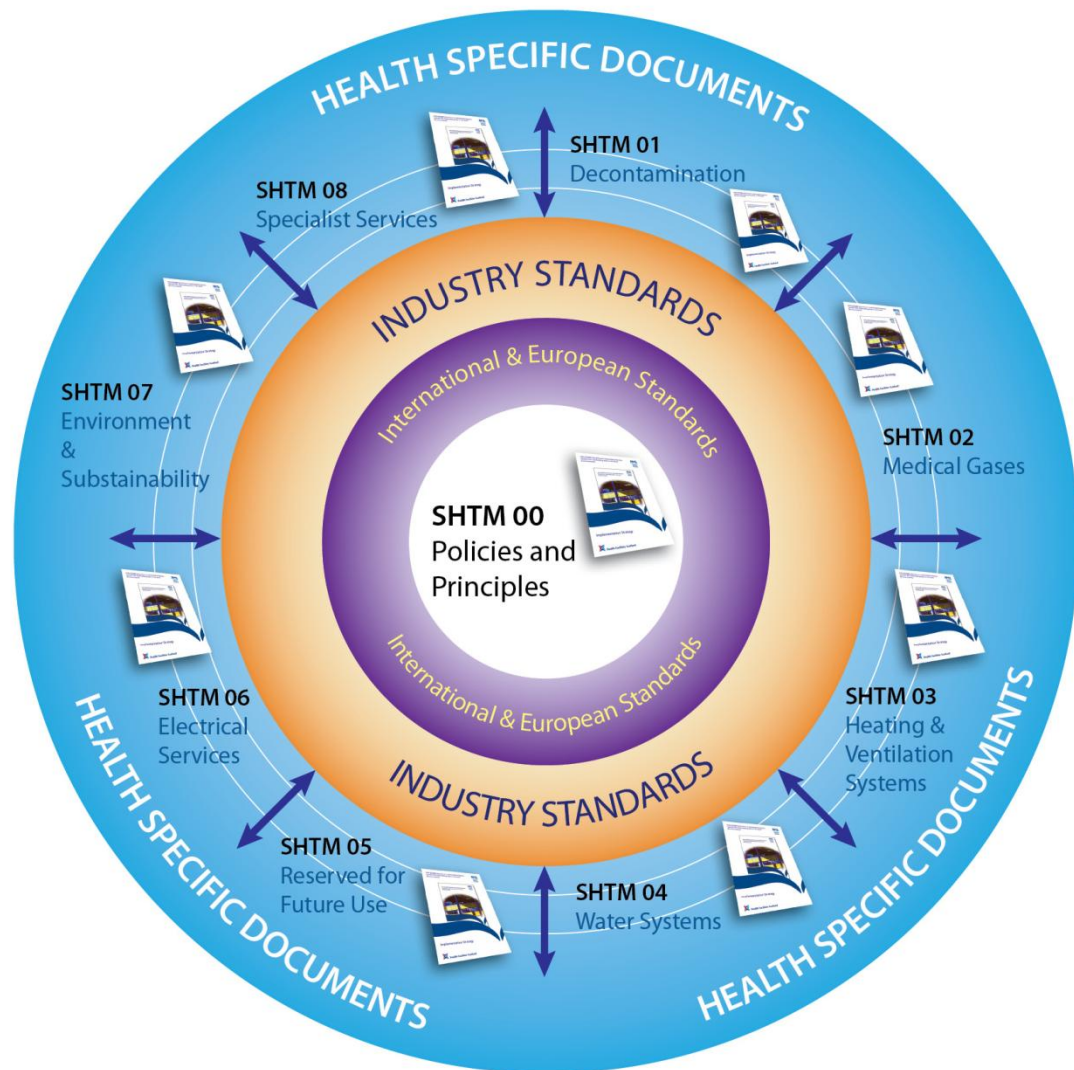 HEALTH SPECIFIC DOCUMENTS
SHTM 01
Decontamination
SHTM 08
Specialist Services
INDUSTRY STANDARDS
International & European Standards
SHTM 07
Environment
&
Substainability
SHTM 02
Medical Gases
SHTM 00
Policies and
Principles
International & European Standards
SHTM 06
Electrical
Services
SHTM 03
Heating &
Ventilation
Systems
INDUSTRY STANDARDS
SHTM 05
Reserved for
Future Use
SHTM 04
Water Systems
HEALTH SPECIFIC DOCUMENTS
HEALTH SPECIFIC DOCUMENTS